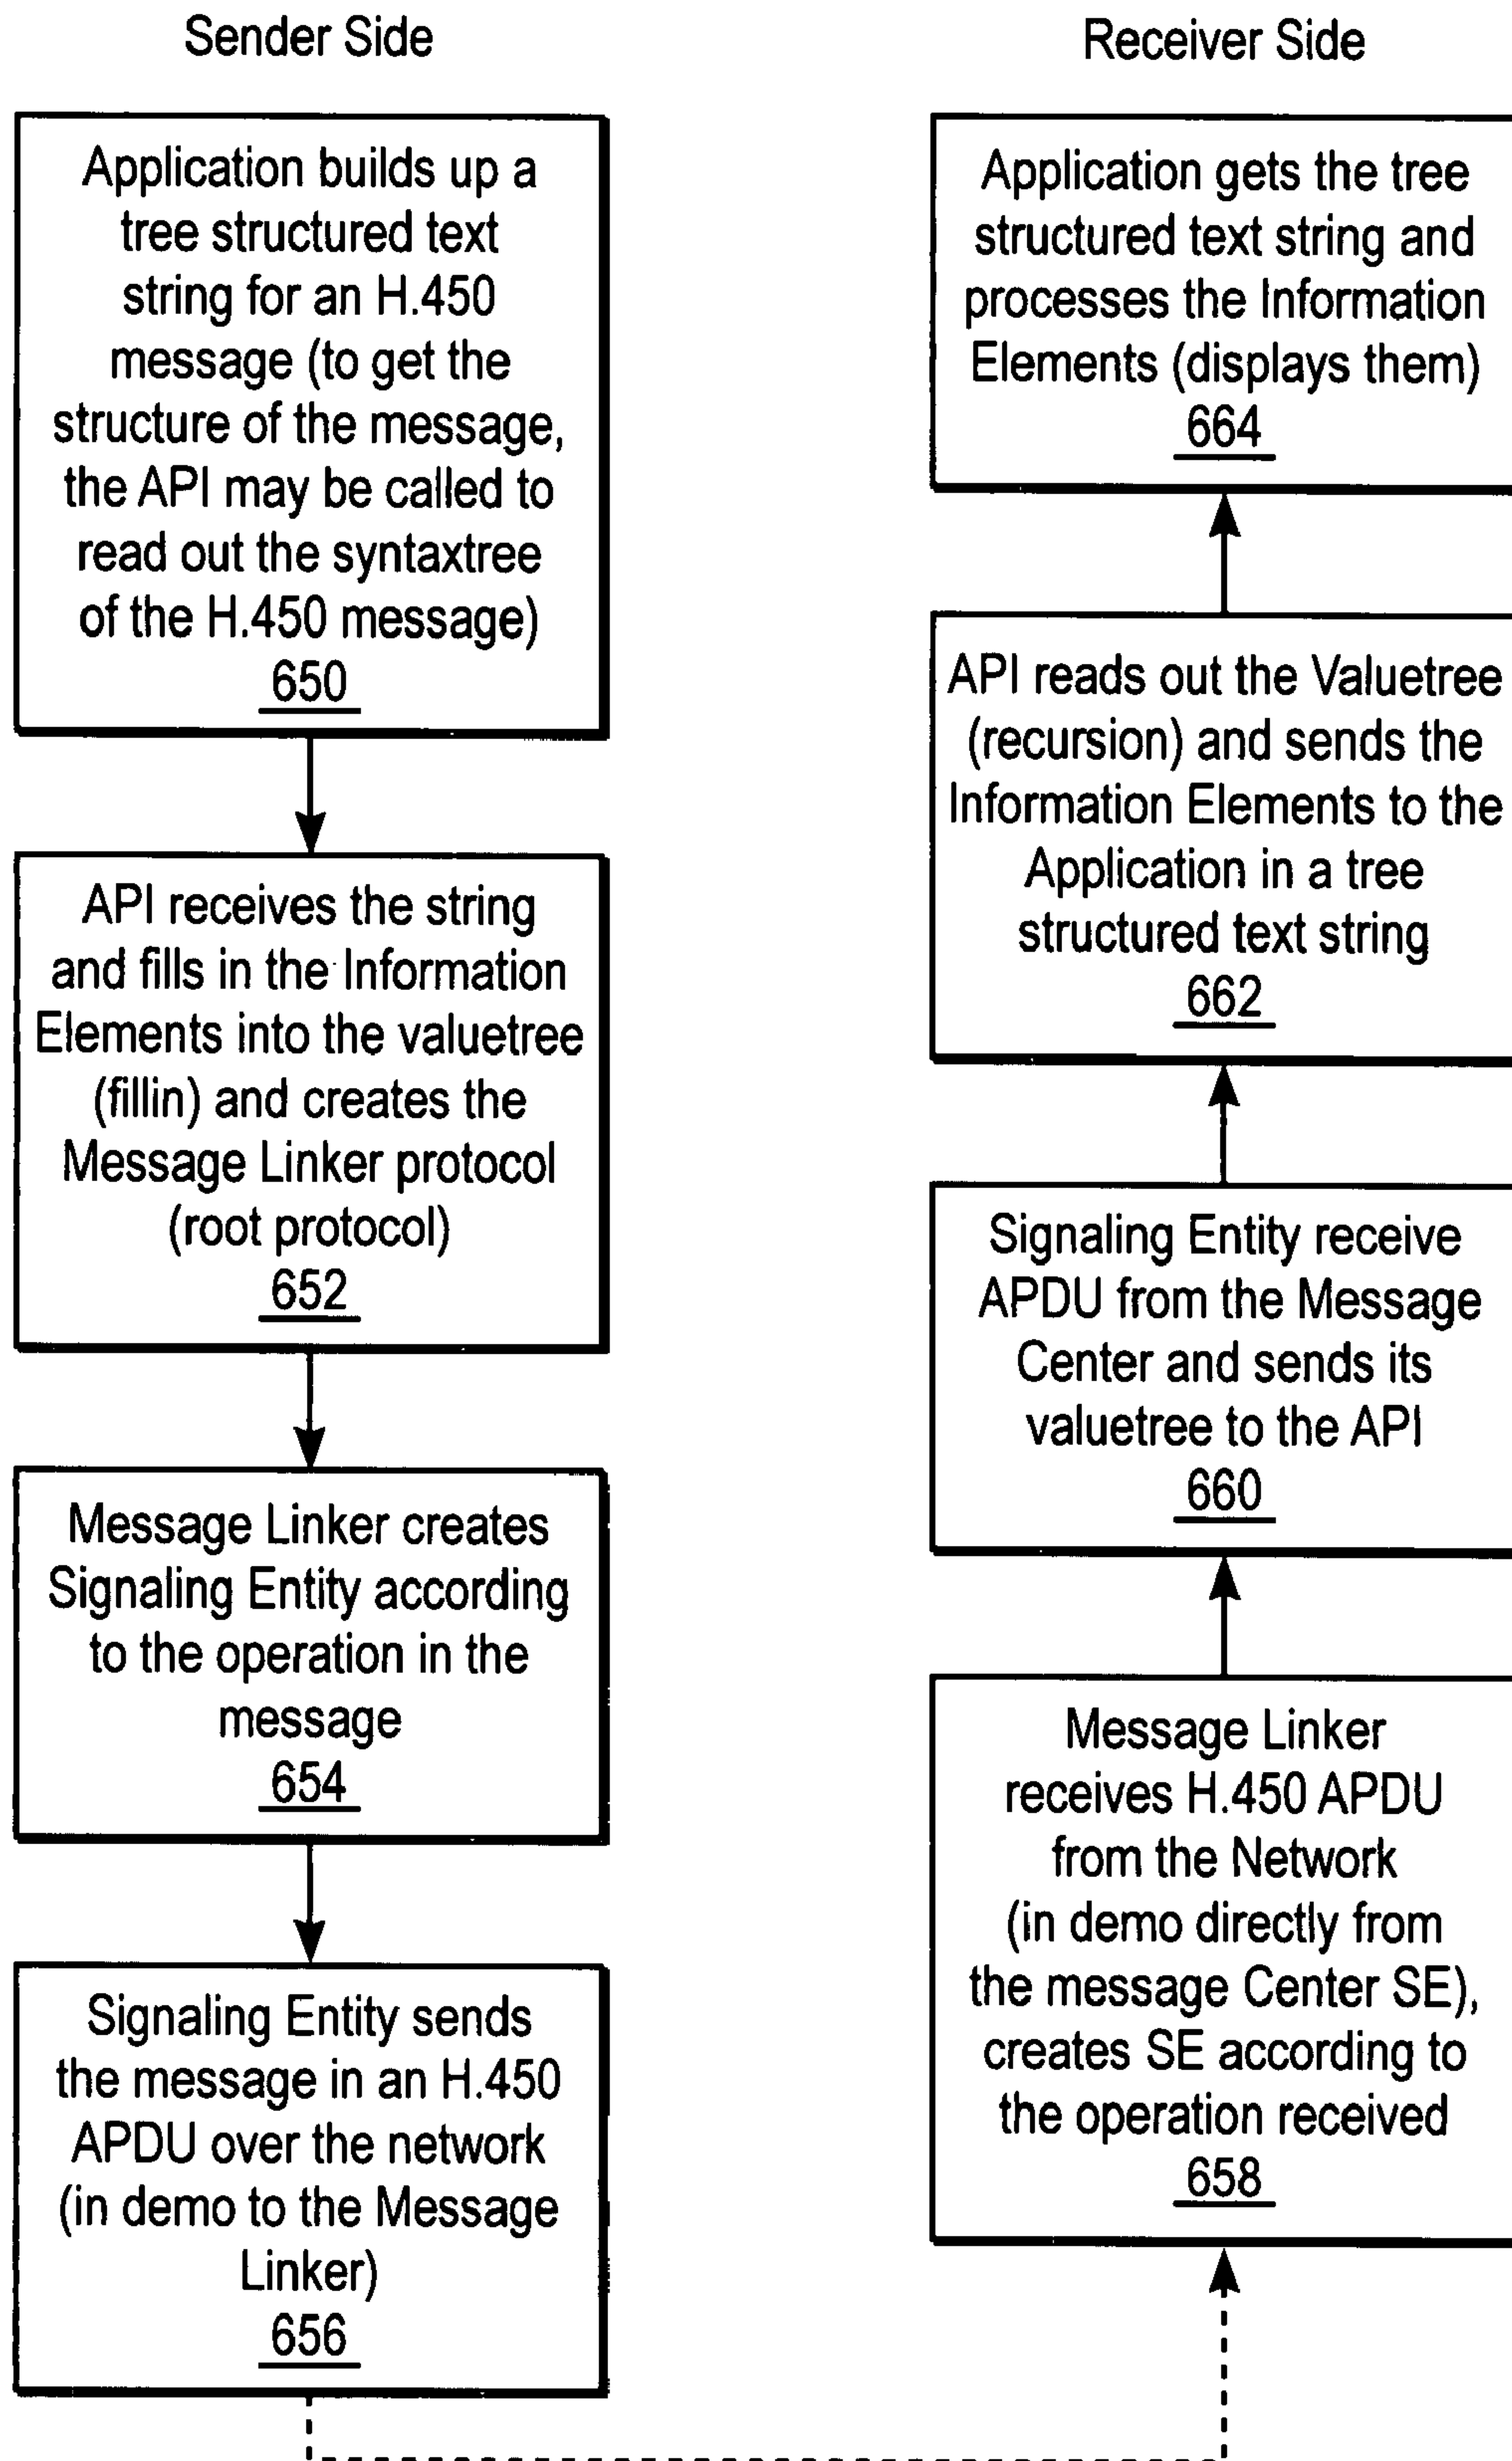 Sender Side
Application builds up a
tree structured text
string for an H.450
message (to get the
structure of the message,
the API may be called to
read out the syntaxtree
of the H.450 message)
650
API receives the string
and fills in the Information
Elements into the valuetree
(fillin) and creates the
Message Linker protocol
(root protocol)
652
Message Linker creates
Signaling Entity according
to the operation in the
message
654
Signaling Entity sends
the message in an H.450
APDU over the network
(in demo to the Message
Linker)
656
Receiver Side
Application gets the tree
structured text string and
processes the Information
Elements (displays them)
664
API reads out the Valuetree
(recursion) and sends the
Information Elements to the
Application in a tree
structured text string
662
Signaling Entity receive
APDU from the Message
Center and sends its
valuetree to the API
660
Message Linker
receives H.450 APDU
from the Network
(in demo directly from
the message Center SE),
creates SE according to
the operation received
658